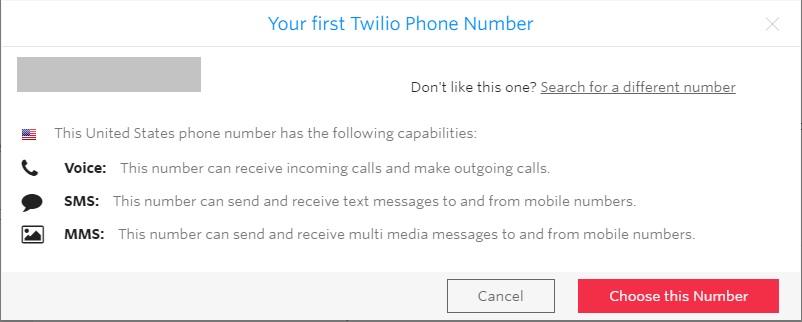 Your first Twilio Phone Number
Don't like this one? Search for a different number
This United States phone number has the following capabilities:
Voice: This number can receive incoming calls and make outgoing calls.
SMS: This number can send and receive text messages to and from mobile numbers.
MMS: This number can send and receive multi media messages to and from mobile numbers.
Cancel Choose this Number